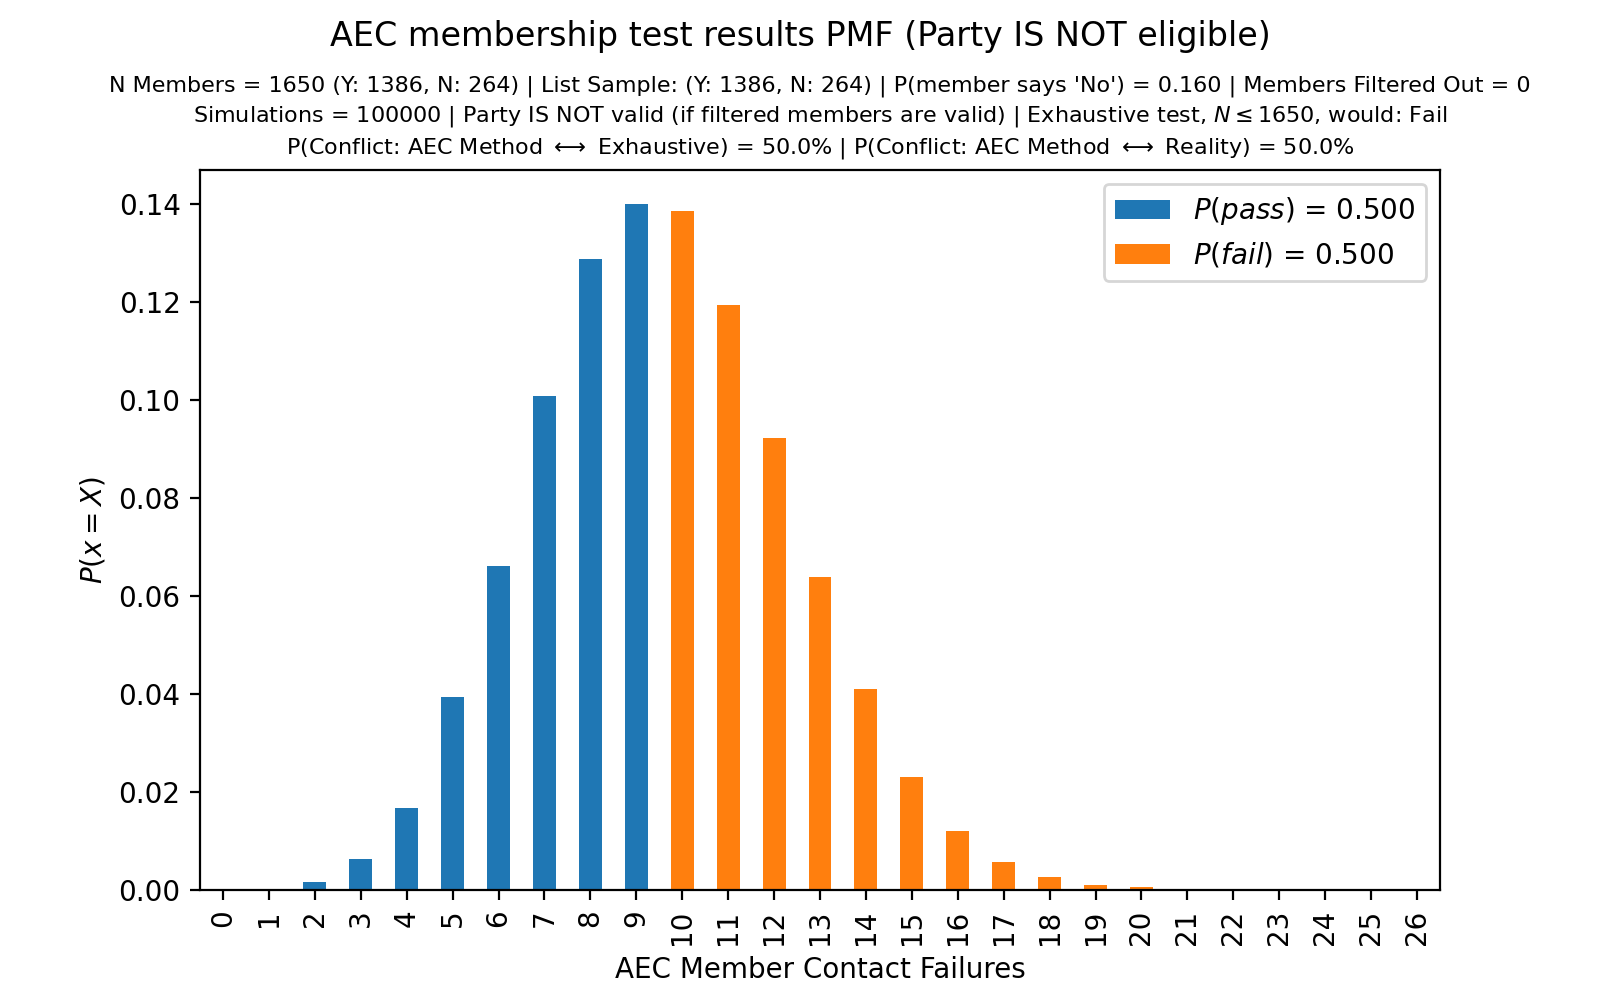 AEC membership test results PMF (Party IS NOT eligible)
N Members = 1650 (Y: 1386, N: 264) | List Sample: (Y: 1386, N: 264) | P(member says 'No') = 0.160 | Members Filtered Out = 0
Simulations = 100000 | Party IS NOT valid (if filtered members are valid) | Exhaustive test, N ≤ 1650, would: Fail
P(Conflict: AEC Method ⟷ Exhaustive) = 50.0% | P(Conflict: AEC Method ⟷ Reality) = 50.0%
P(pass) = 0.500
P(fail) = 0.500
0.14
0.12
0.10
0.08
0.06
0.04
0.02
0.00
P(x = X)
0 1 2 3 4 5 6 7 8 9 10 11 12 13 14 15 16 17 18 19 20 21 22 23 24 25 26
AEC Member Contact Failures